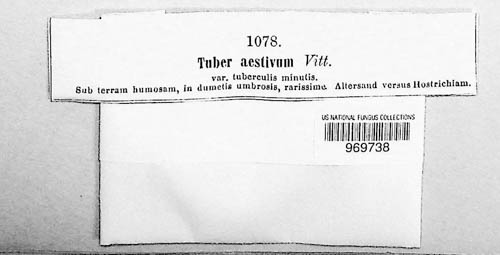 1078.
Tuber aestivum Vitt.
var. tuberculis minutis.
Sub terram humosam, in dumetis umbrosis, rarissime. Altersand versus Hostrichiam.
US NATIONAL FUNGUS COLLECTIONS
969738